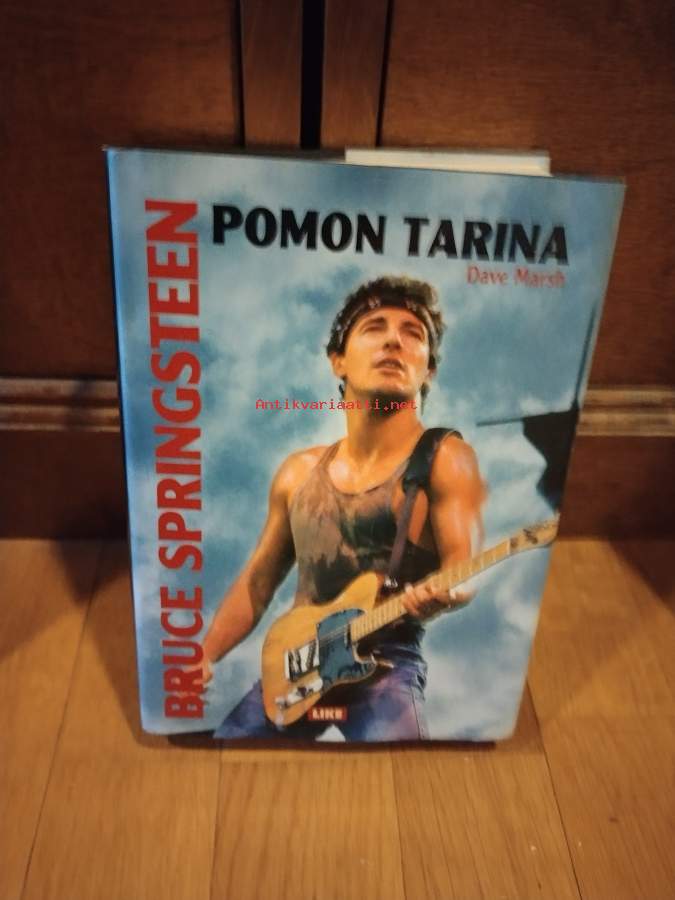 BRUCE SPRINGSTEEN
POMON TARINA
Dave Marsh
Antikvariaatti.net
LIKE